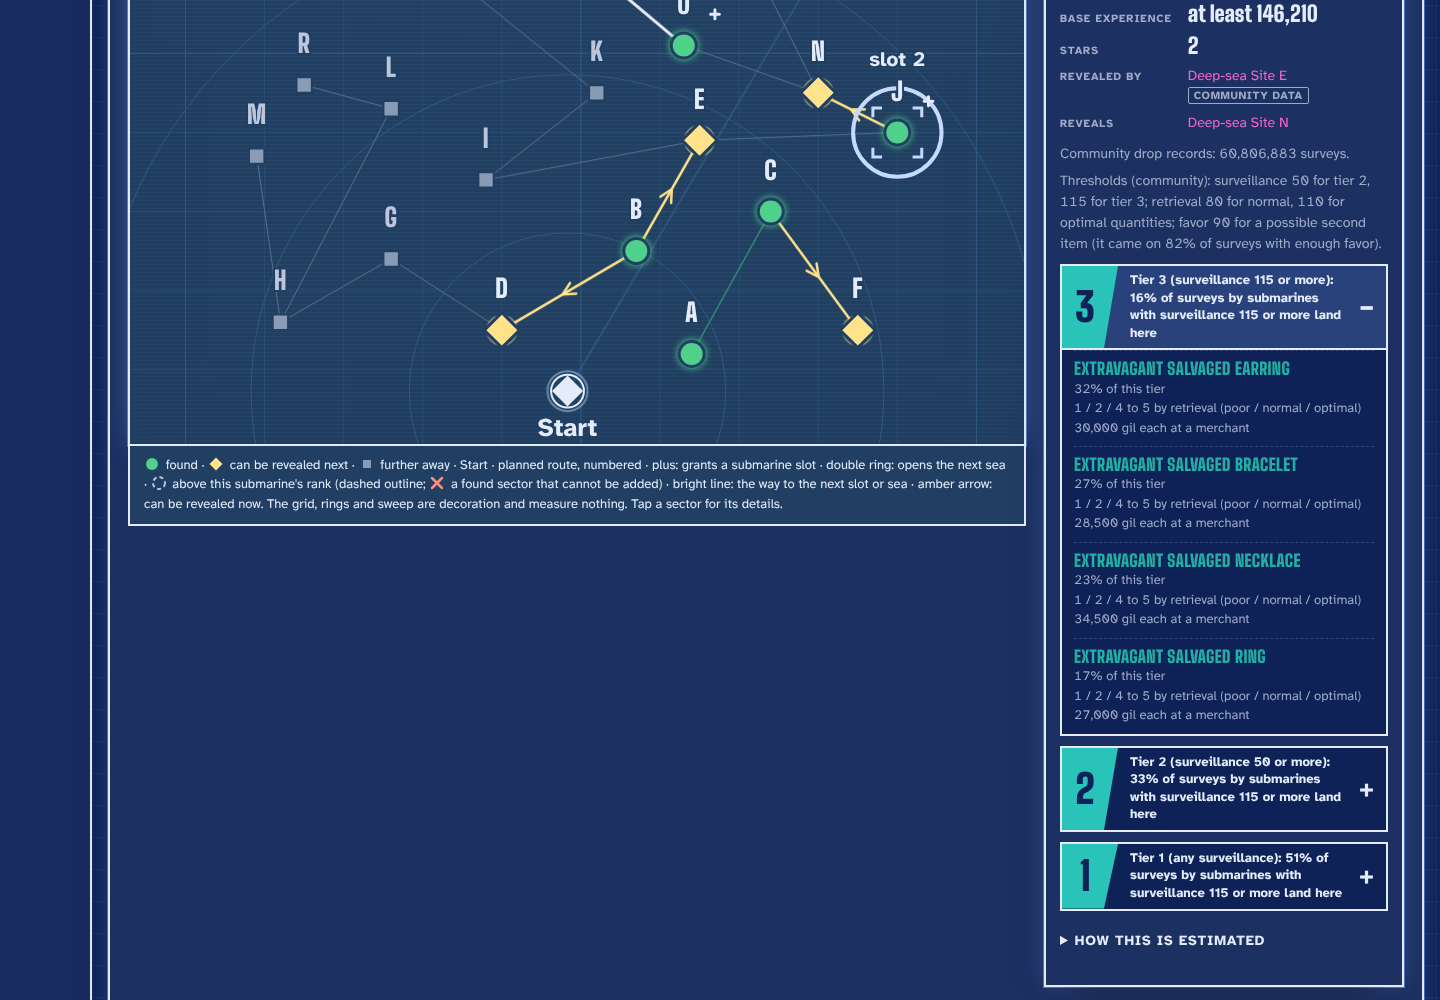 O
R
L
K
N
slot 2
J
M
E
I
C
G
B
H
D
A
F
Start
found · can be revealed next · further away · Start · planned route, numbered · plus: grants a submarine slot · double ring: opens the next sea
· above this submarine's rank (dashed outline; ❌ a found sector that cannot be added) · bright line: the way to the next slot or sea · amber arrow:
can be revealed now. The grid, rings and sweep are decoration and measure nothing. Tap a sector for its details.
BASE EXPERIENCE at least 146,210
STARS 2
REVEALED BY Deep-sea Site E
COMMUNITY DATA
REVEALS Deep-sea Site N
Community drop records: 60,806,883 surveys.
Thresholds (community): surveillance 50 for tier 2,
115 for tier 3; retrieval 80 for normal, 110 for
optimal quantities; favor 90 for a possible second
item (it came on 82% of surveys with enough favor).
3
Tier 3 (surveillance 115 or more):
16% of surveys by submarines
with surveillance 115 or more land
here
−
EXTRAVAGANT SALVAGED EARRING
32% of this tier
1 / 2 / 4 to 5 by retrieval (poor / normal / optimal)
30,000 gil each at a merchant
EXTRAVAGANT SALVAGED BRACELET
27% of this tier
1 / 2 / 4 to 5 by retrieval (poor / normal / optimal)
28,500 gil each at a merchant
EXTRAVAGANT SALVAGED NECKLACE
23% of this tier
1 / 2 / 4 to 5 by retrieval (poor / normal / optimal)
34,500 gil each at a merchant
EXTRAVAGANT SALVAGED RING
17% of this tier
1 / 2 / 4 to 5 by retrieval (poor / normal / optimal)
27,000 gil each at a merchant
2
Tier 2 (surveillance 50 or more):
33% of surveys by submarines
with surveillance 115 or more land
here
+
1
Tier 1 (any surveillance): 51% of
surveys by submarines with
surveillance 115 or more land here
+
▶ HOW THIS IS ESTIMATED